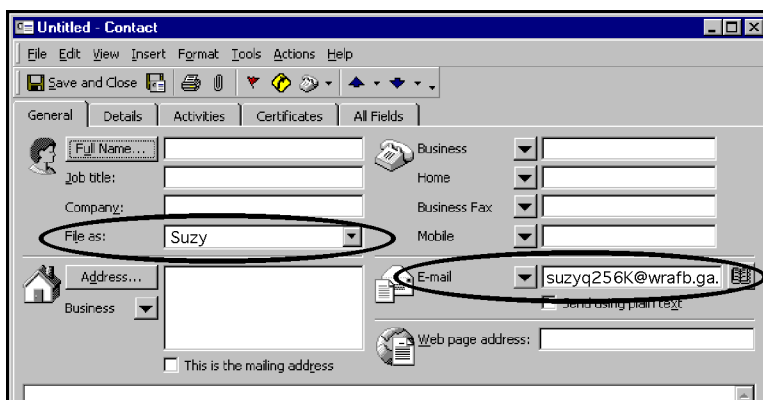 Untitled - Contact
File Edit View Insert Format Tools Actions Help
Save and Close
General Details Activities Certificates All Fields
Full Name... Business
Job title: Home
Company: Business Fax
File as: Suzy Mobile
Address... E-mail suzyq256K@wrafb.ga.
Business Send using plain text
Web page address:
This is the mailing address